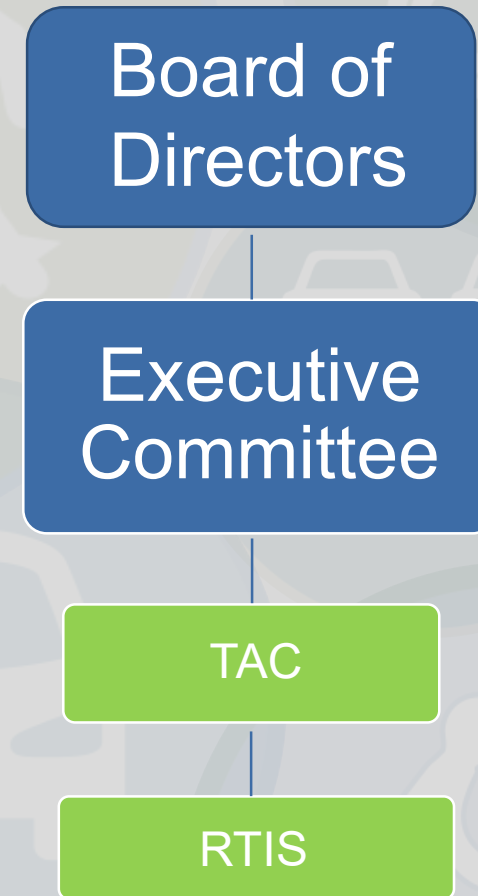 Board of
Directors
Executive
Committee
TAC
RTIS